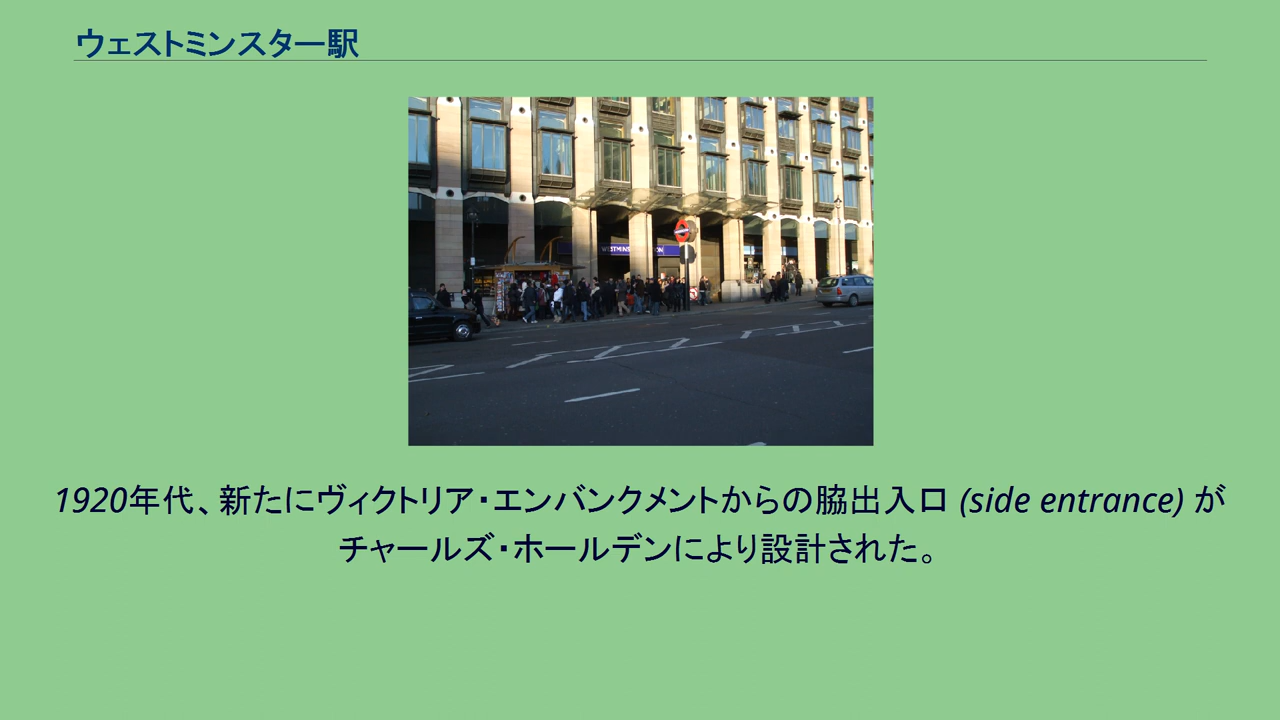 ウェストミンスター駅
1920年代、新たにヴィクトリア・エンバンクメントからの脇出入口 (side entrance) が
チャールズ・ホールデンにより設計された。